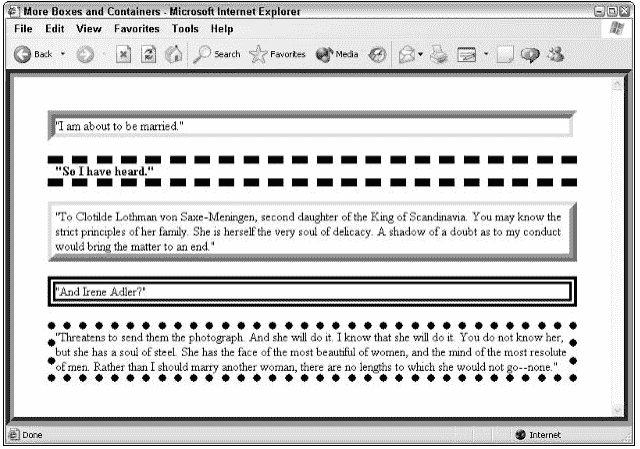 More Boxes and Containers - Microsoft Internet Explorer
File Edit View Favorites Tools Help
Back Search Favorites Media
"I am about to be married."
"So I have heard."
"To Clotilde Lothman von Saxe-Meningen, second daughter of the King of Scandinavia. You may know the
strict principles of her family. She is herself the very soul of delicacy. A shadow of a doubt as to my conduct
would bring the matter to an end."
"And Irene Adler?"
"Threatens to send them the photograph. And she will do it. I know that she will do it. You do not know her,
but she has a soul of steel. She has the face of the most beautiful of women, and the mind of the most resolute
of men. Rather than I should marry another woman, there are no lengths to which she would not go--none."
Done Internet